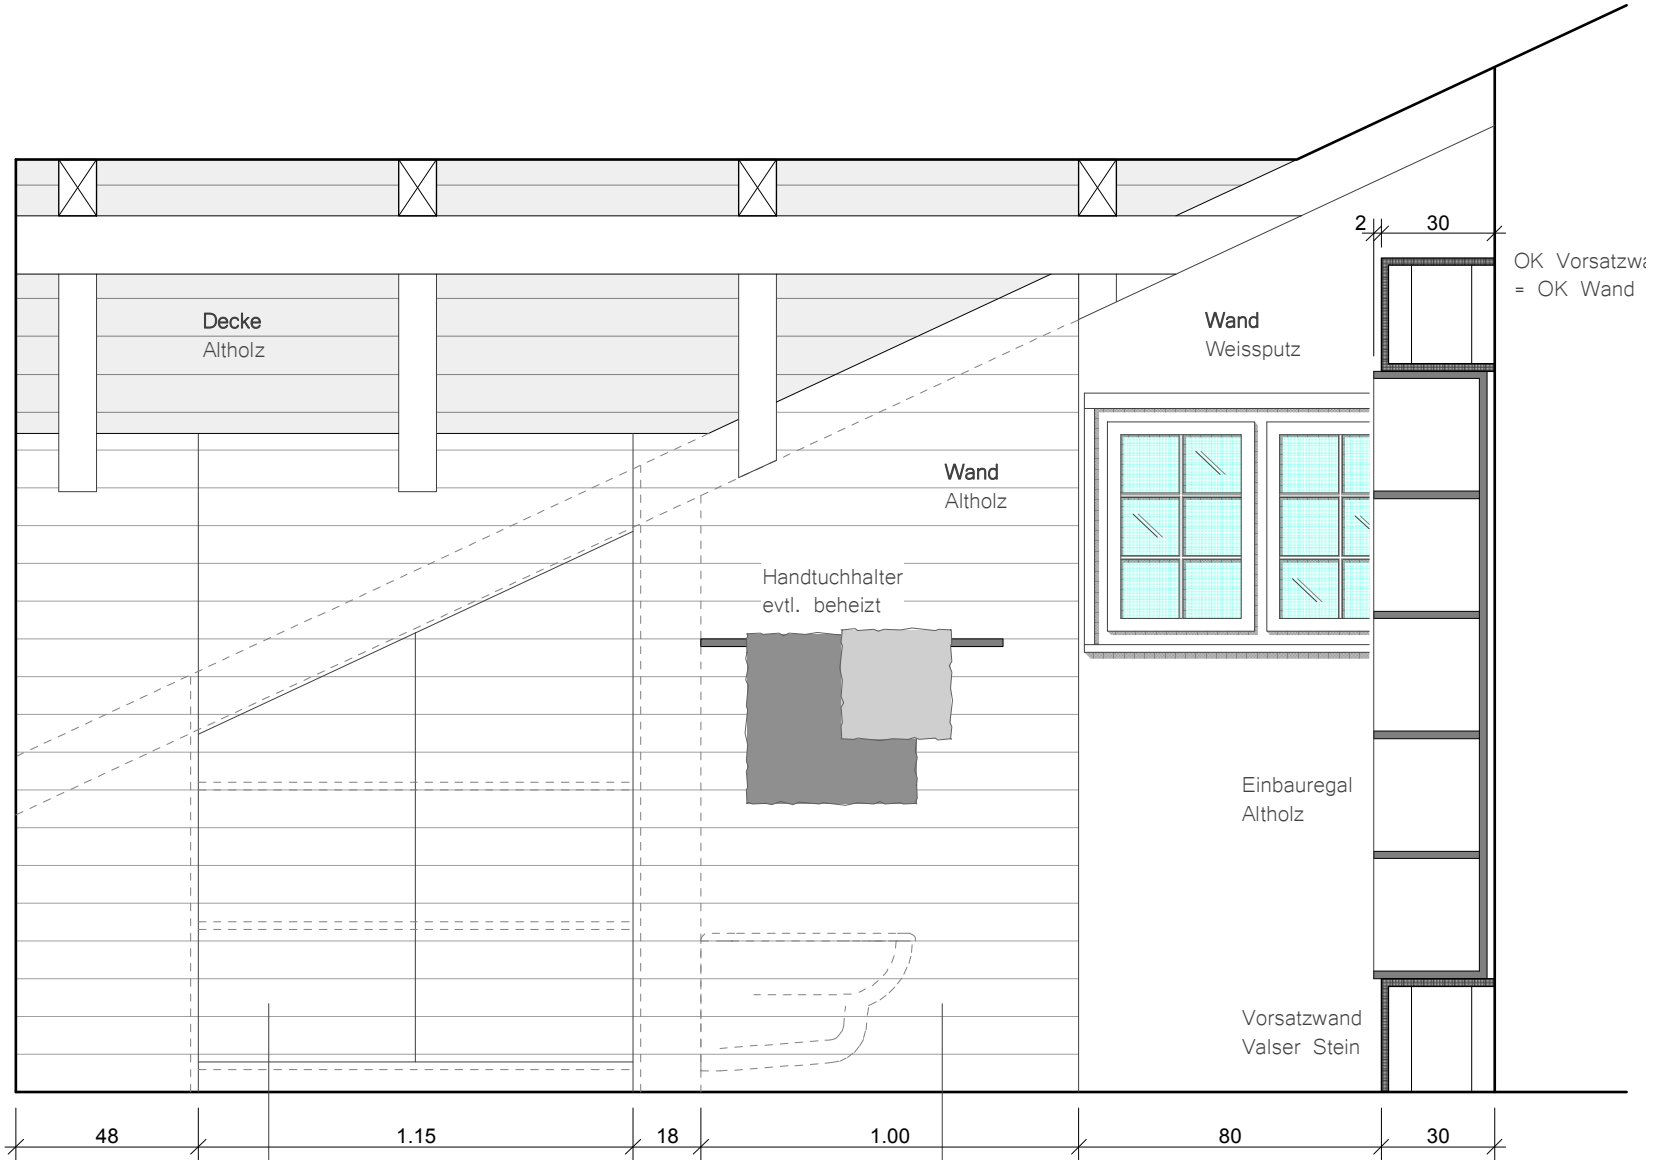 2 30
OK Vorsatzwa
= OK Wand
Decke
Altholz
Wand
Weissputz
Wand
Altholz
Handtuchhalter
evtl. beheizt
Einbauregal
Altholz
Vorsatzwand
Valser Stein
48 1.15 18 1.00 80 30